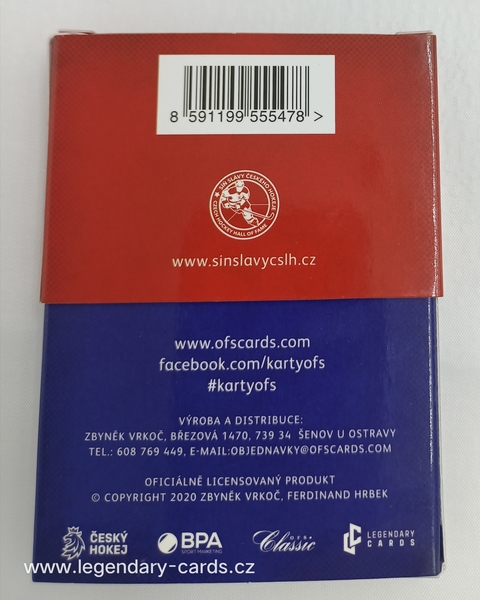 8 591199 555478 >
SÍŇ SLÁVY ČESKÉHO HOKEJE
CZECH HOCKEY HALL OF FAME
www.sinslavycslh.cz
www.ofscards.com
facebook.com/kartyofs
#kartyofs
VÝROBA A DISTRIBUCE:
ZBYNĚK VRKOČ, BŘEZOVÁ 1470, 739 34 ŠENOV U OSTRAVY
TEL.: 608 769 449, E-MAIL:OBJEDNAVKY@OFSCARDS.COM
OFICIÁLNĚ LICENSOVANÝ PRODUKT
© COPYRIGHT 2020 ZBYNĚK VRKOČ, FERDINAND HRBEK
ČESKÝ HOKEJ
BPA
SPORT MARKETING
OFS
Classic
LEGENDARY CARDS
www.legendary-cards.cz